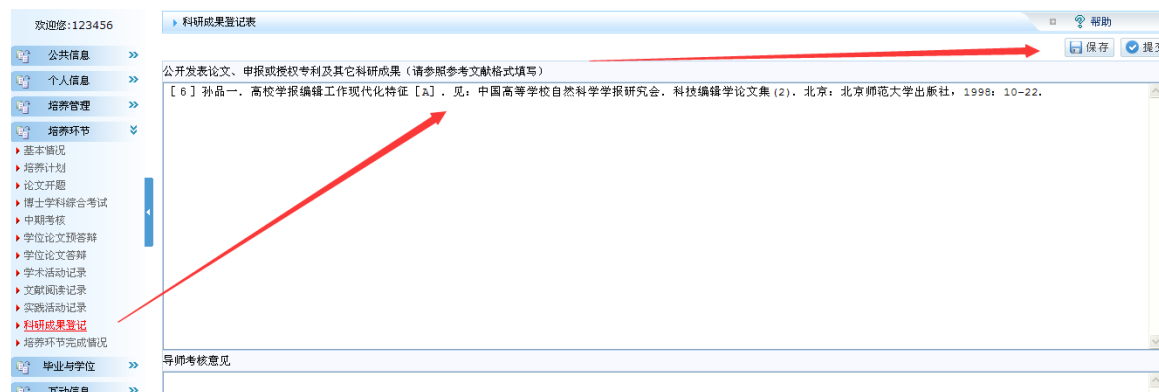 欢迎您:123456
科研成果登记表
帮助
保存
提交
公共信息
个人信息
培养管理
培养环节
基本情况
培养计划
论文开题
博士学科综合考试
中期考核
学位论文预答辩
学位论文答辩
学术活动记录
文献阅读记录
实践活动记录
科研成果登记
培养环节完成情况
毕业与学位
互动信息
公开发表论文、申报或授权专利及其它科研成果（请参照参考文献格式填写）
［6］孙品一．高校学报编辑工作现代化特征［A］．见：中国高等学校自然科学学报研究会．科技编辑学论文集(2)．北京：北京师范大学出版社，1998：10-22．
导师考核意见